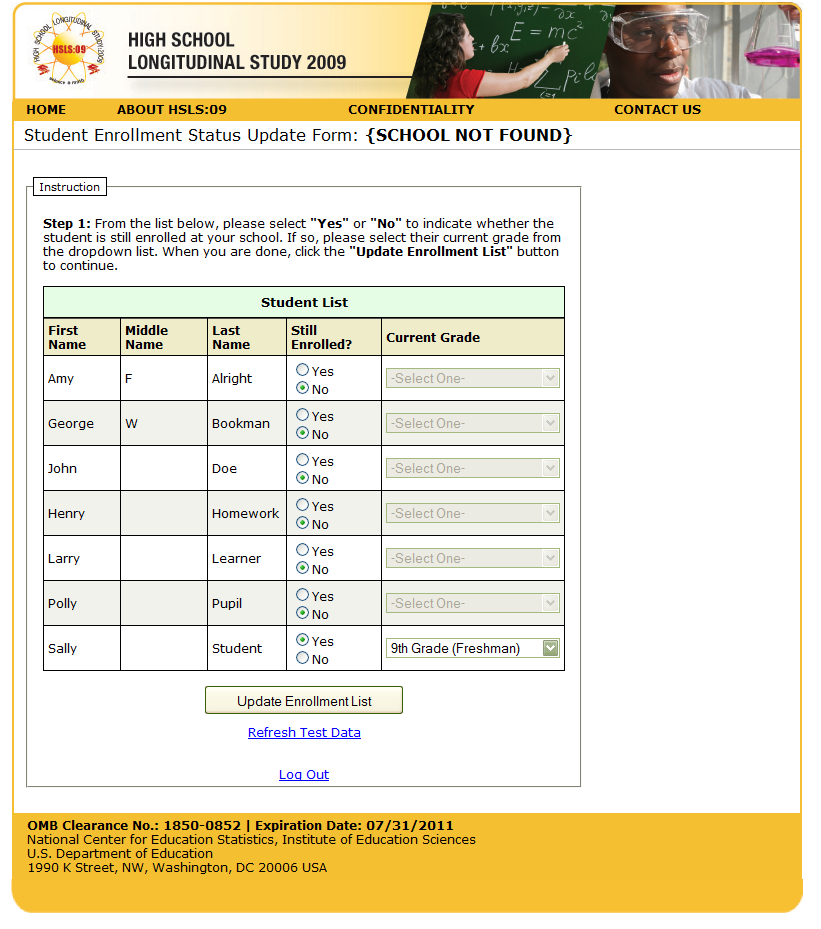 HIGH SCHOOL LONGITUDINAL STUDY 2009
HSLS:09
HIGH SCHOOL
LONGITUDINAL STUDY 2009
E = mc²
+ bx
HOME ABOUT HSLS:09 CONFIDENTIALITY CONTACT US
Student Enrollment Status Update Form: {SCHOOL NOT FOUND}
Instruction
Step 1: From the list below, please select "Yes" or "No" to indicate whether the
student is still enrolled at your school. If so, please select their current grade from
the dropdown list. When you are done, click the "Update Enrollment List" button
to continue.
Student List
First Name Middle Name Last Name Still Enrolled? Current Grade
Amy F Alright Yes No -Select One-
George W Bookman Yes No -Select One-
John Doe Yes No -Select One-
Henry Homework Yes No -Select One-
Larry Learner Yes No -Select One-
Polly Pupil Yes No -Select One-
Sally Student Yes No 9th Grade (Freshman)
Update Enrollment List
Refresh Test Data
Log Out
OMB Clearance No.: 1850-0852 | Expiration Date: 07/31/2011
National Center for Education Statistics, Institute of Education Sciences
U.S. Department of Education
1990 K Street, NW, Washington, DC 20006 USA